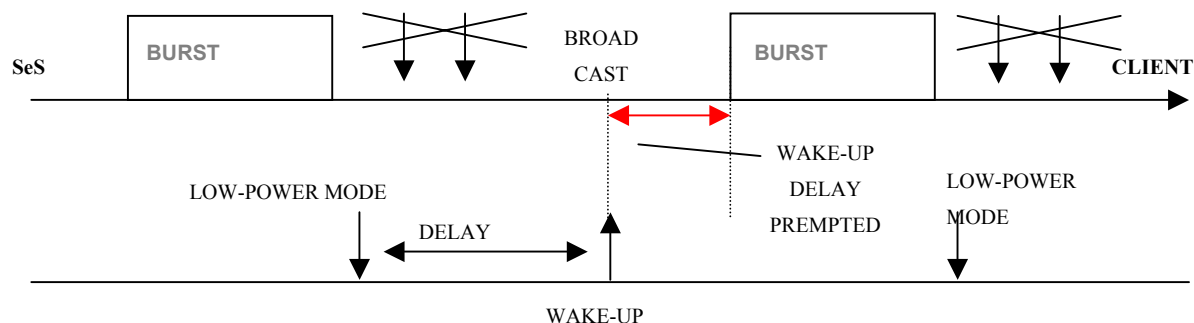 BURST
BROAD
CAST
BURST
SeS
CLIENT
WAKE-UP
DELAY
PREMPTED
LOW-POWER MODE
DELAY
LOW-POWER
MODE
WAKE-UP